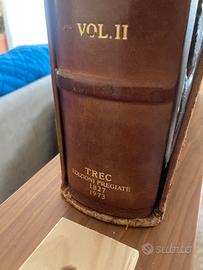 VOL.II
TREC
EDIZIONI PREGIATE
1827
1973
subito